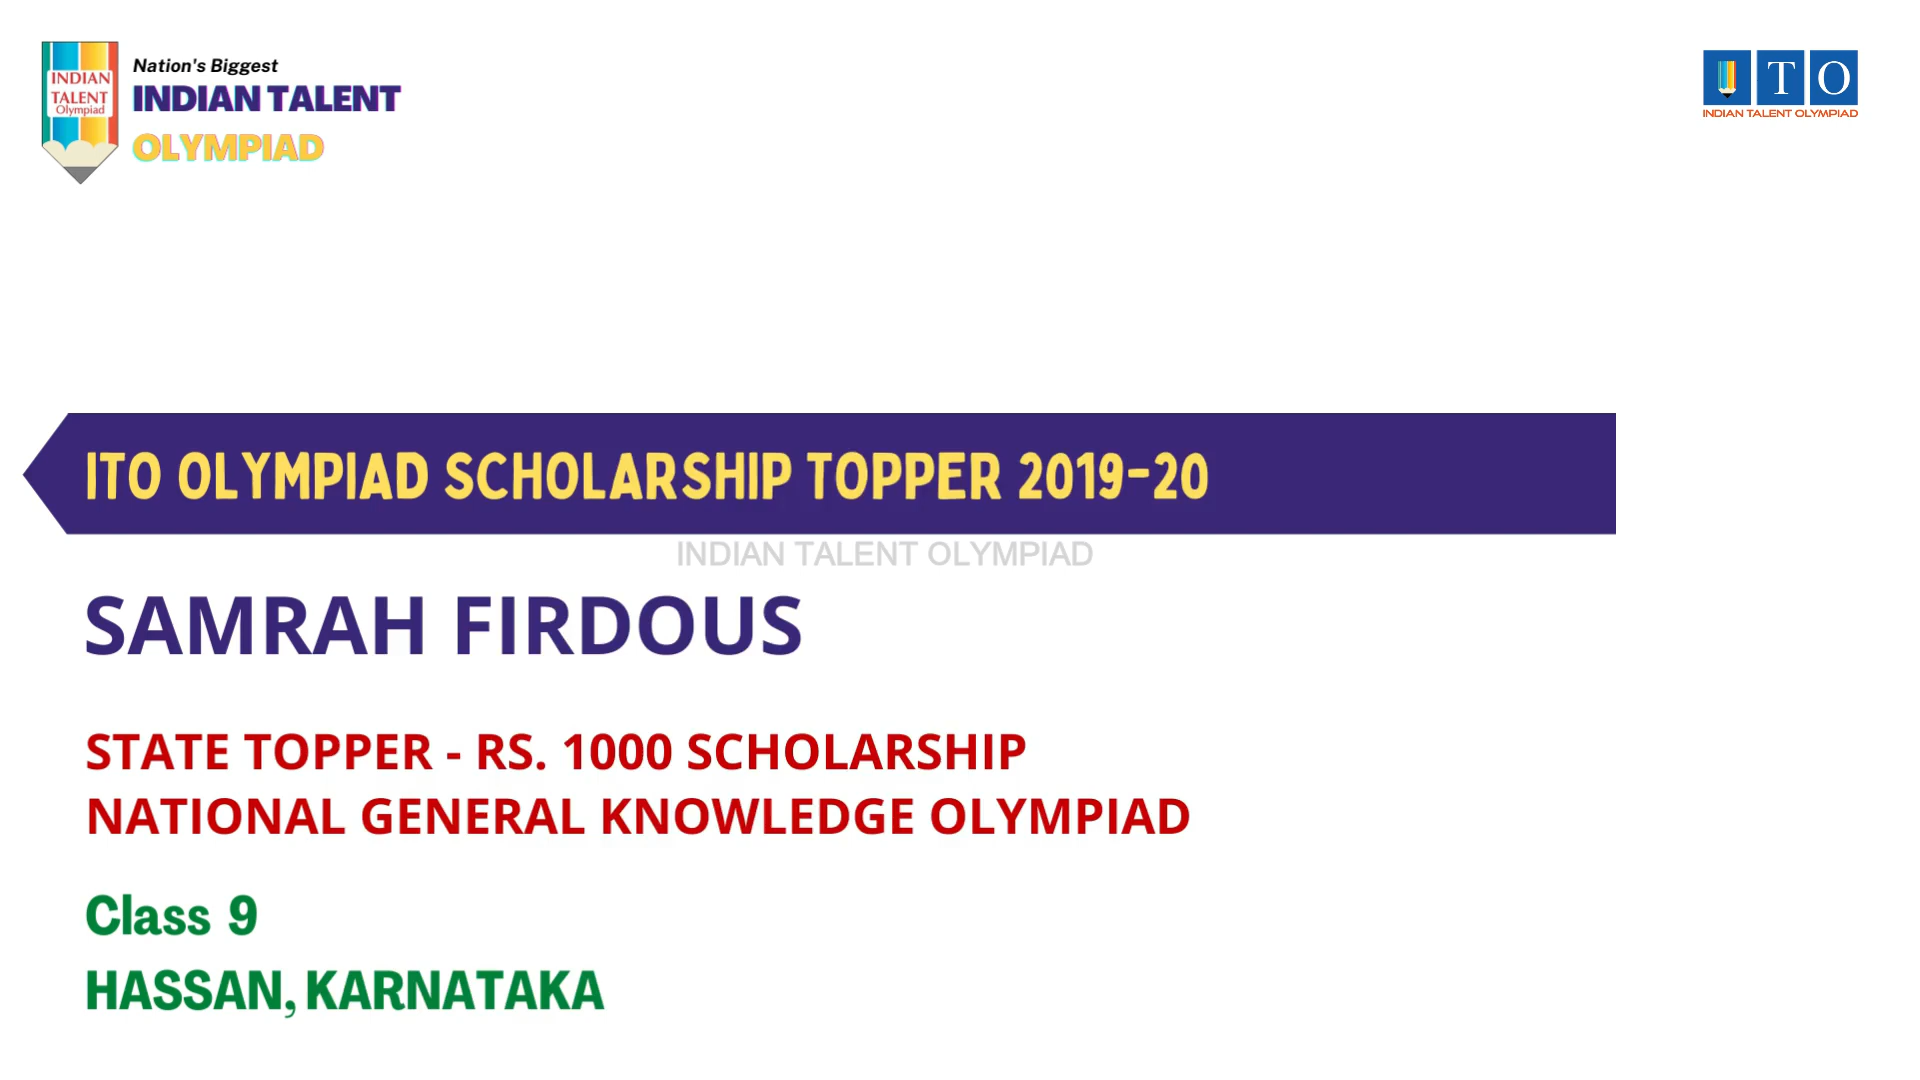 Nation's Biggest
INDIAN TALENT
OLYMPIAD
INDIAN
TALENT
Olympiad
T O
INDIAN TALENT OLYMPIAD
ITO OLYMPIAD SCHOLARSHIP TOPPER 2019-20
INDIAN TALENT OLYMPIAD
SAMRAH FIRDOUS
STATE TOPPER - RS. 1000 SCHOLARSHIP
NATIONAL GENERAL KNOWLEDGE OLYMPIAD
Class 9
HASSAN, KARNATAKA